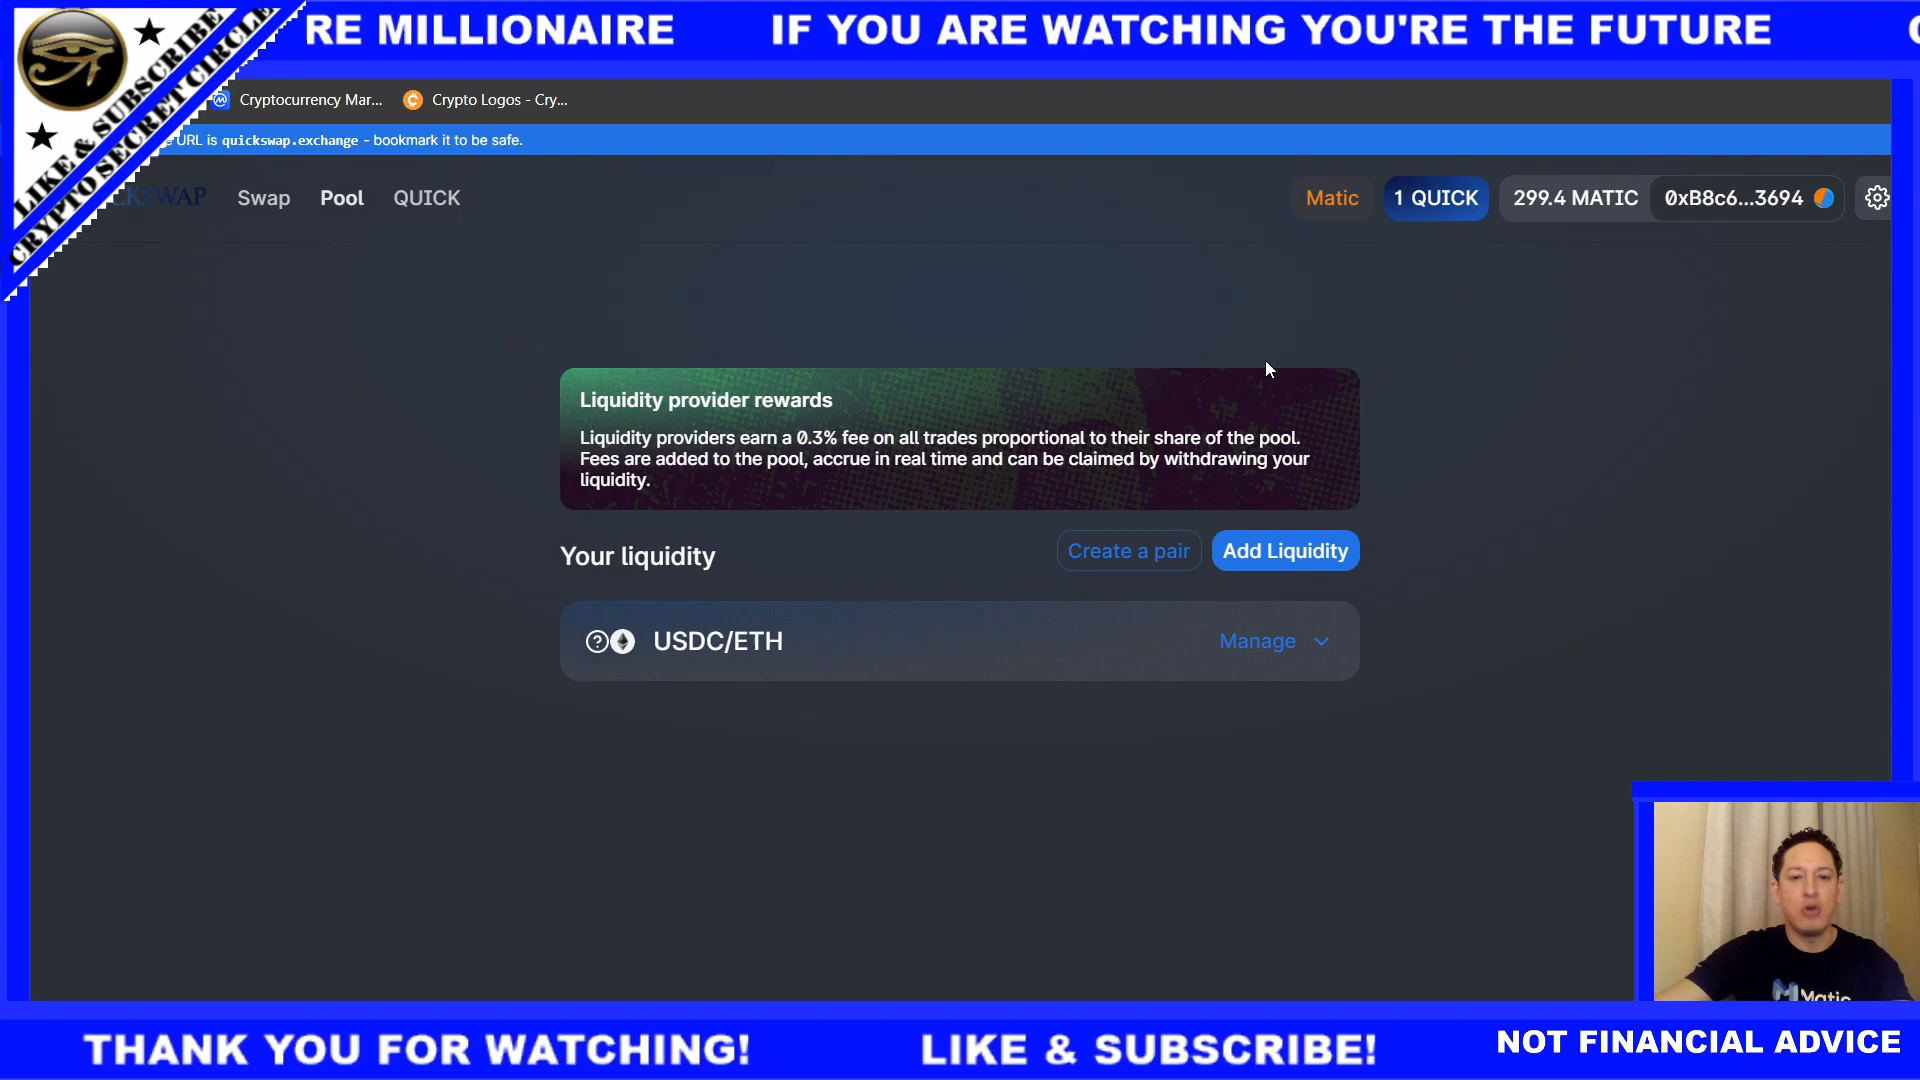 RE MILLIONAIRE IF YOU ARE WATCHING YOU'RE THE FUTURE
LIKE & SUBSCRIBE
CRYPTO SECRET CIRCLE
Cryptocurrency Mar... Crypto Logos - Cry...
URL is quickswap.exchange - bookmark it to be safe.
Swap Pool QUICK Matic 1 QUICK 299.4 MATIC 0xB8c6...3694
Liquidity provider rewards
Liquidity providers earn a 0.3% fee on all trades proportional to their share of the pool.
Fees are added to the pool, accrue in real time and can be claimed by withdrawing your
liquidity.
Your liquidity Create a pair Add Liquidity
USDC/ETH Manage
Matic
THANK YOU FOR WATCHING! LIKE & SUBSCRIBE! NOT FINANCIAL ADVICE